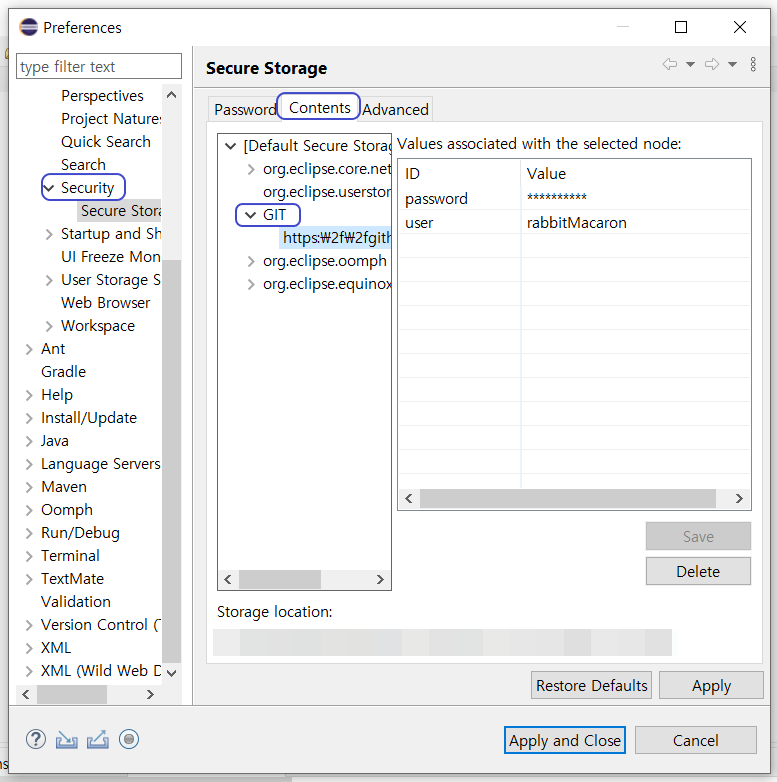 Preferences
type filter text
Perspectives
Project Natures
Quick Search
Search
Security
Secure Stora
Startup and Sh
UI Freeze Mon
User Storage S
Web Browser
Workspace
Ant
Gradle
Help
Install/Update
Java
Language Servers
Maven
Oomph
Run/Debug
Terminal
TextMate
Validation
Version Control (T
XML
XML (Wild Web D
Secure Storage
Password
Contents
Advanced
[Default Secure Storag
org.eclipse.core.net
org.eclipse.userstor
GIT
https:₩2f₩2fgith
org.eclipse.oomph
org.eclipse.equinox
Values associated with the selected node:
ID Value
password **********
user rabbitMacaron
Save
Delete
Storage location:
Restore Defaults
Apply
Apply and Close
Cancel